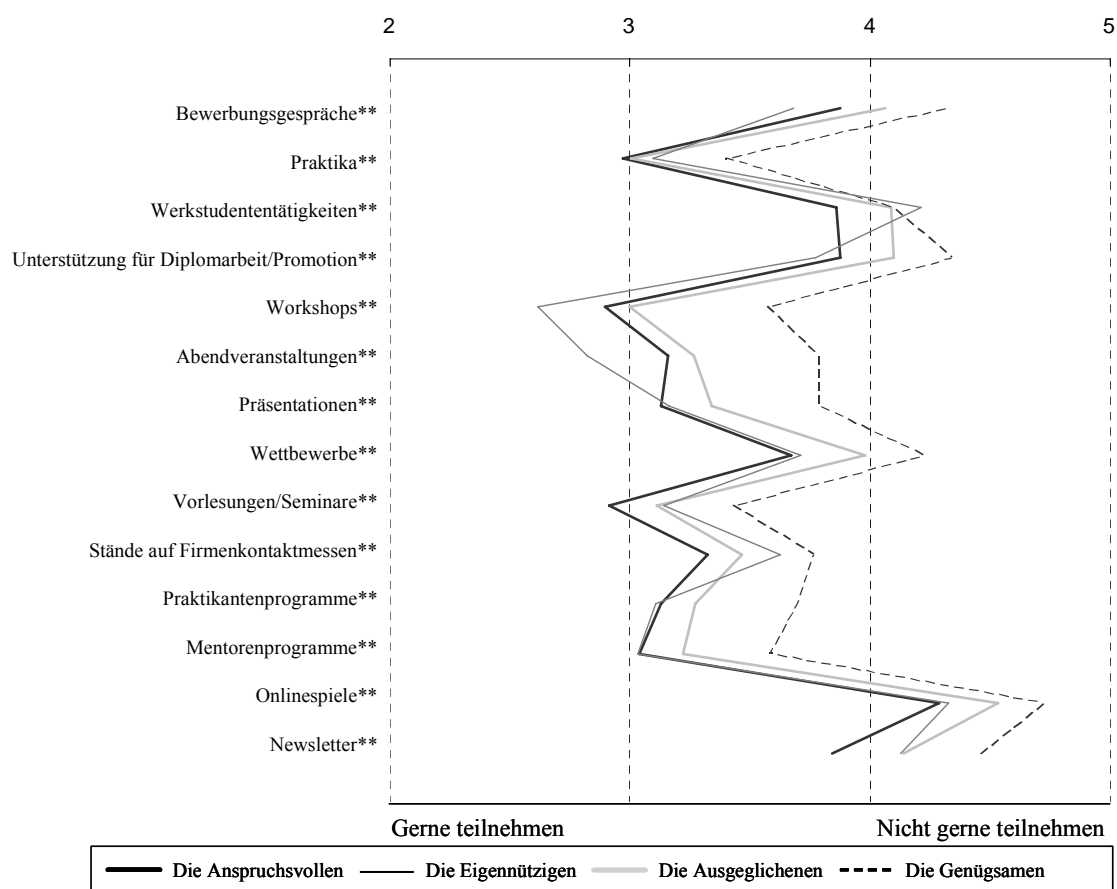 2 3 4 5
Bewerbungsgespräche**
Praktika**
Werkstudententätigkeiten**
Unterstützung für Diplomarbeit/Promotion**
Workshops**
Abendveranstaltungen**
Präsentationen**
Wettbewerbe**
Vorlesungen/Seminare**
Stände auf Firmenkontaktmessen**
Praktikantenprogramme**
Mentorenprogramme**
Onlinespiele**
Newsletter**
Gerne teilnehmen Nicht gerne teilnehmen
Die Anspruchsvollen Die Eigennützigen Die Ausgeglichenen Die Genügsamen